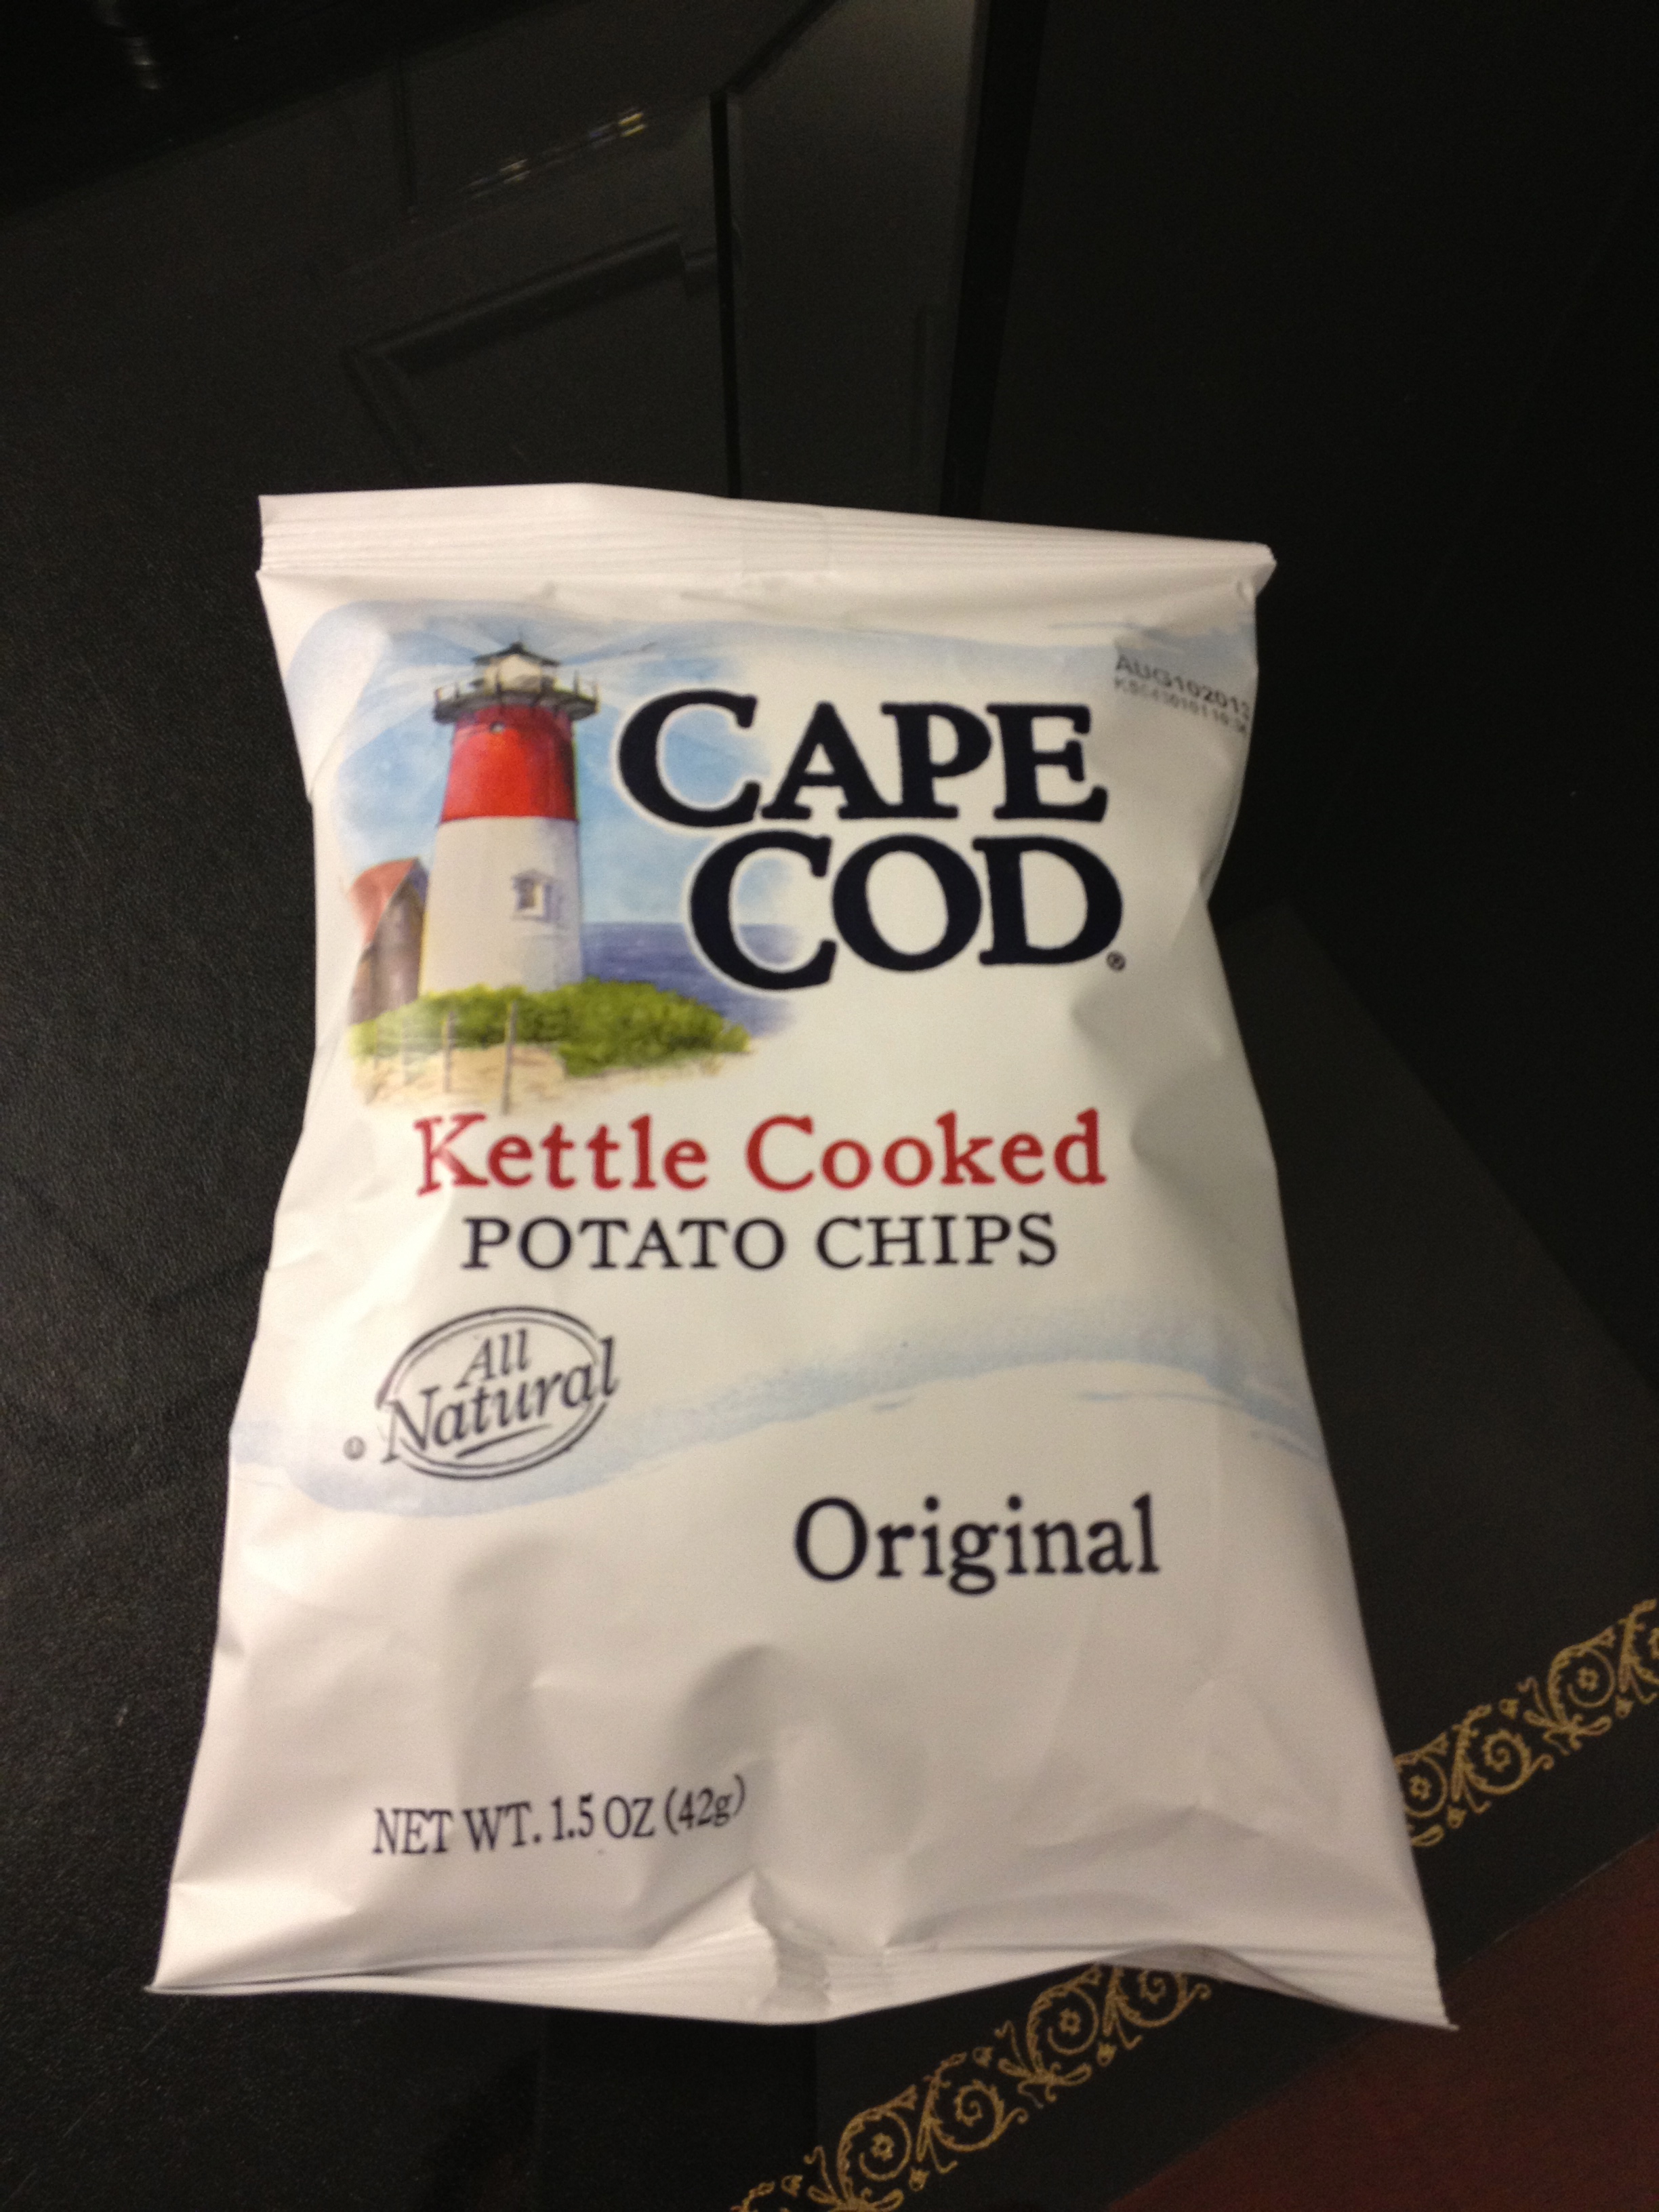 CAPE
COD®
Kettle Cooked
POTATO CHIPS
All
Natural
Original
NET WT. 1.5 OZ (42g)